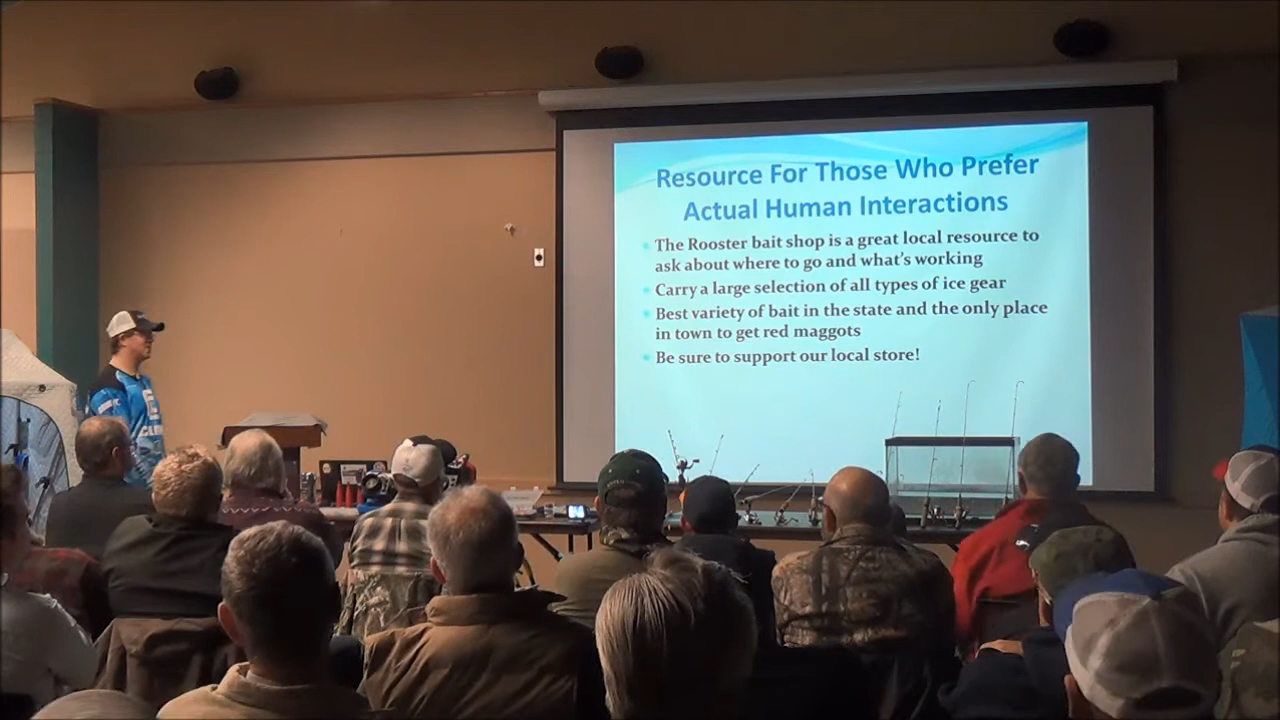 Resource For Those Who Prefer
Actual Human Interactions
The Rooster bait shop is a great local resource to
ask about where to go and what's working
Carry a large selection of all types of ice gear
Best variety of bait in the state and the only place
in town to get red maggots
Be sure to support our local store!